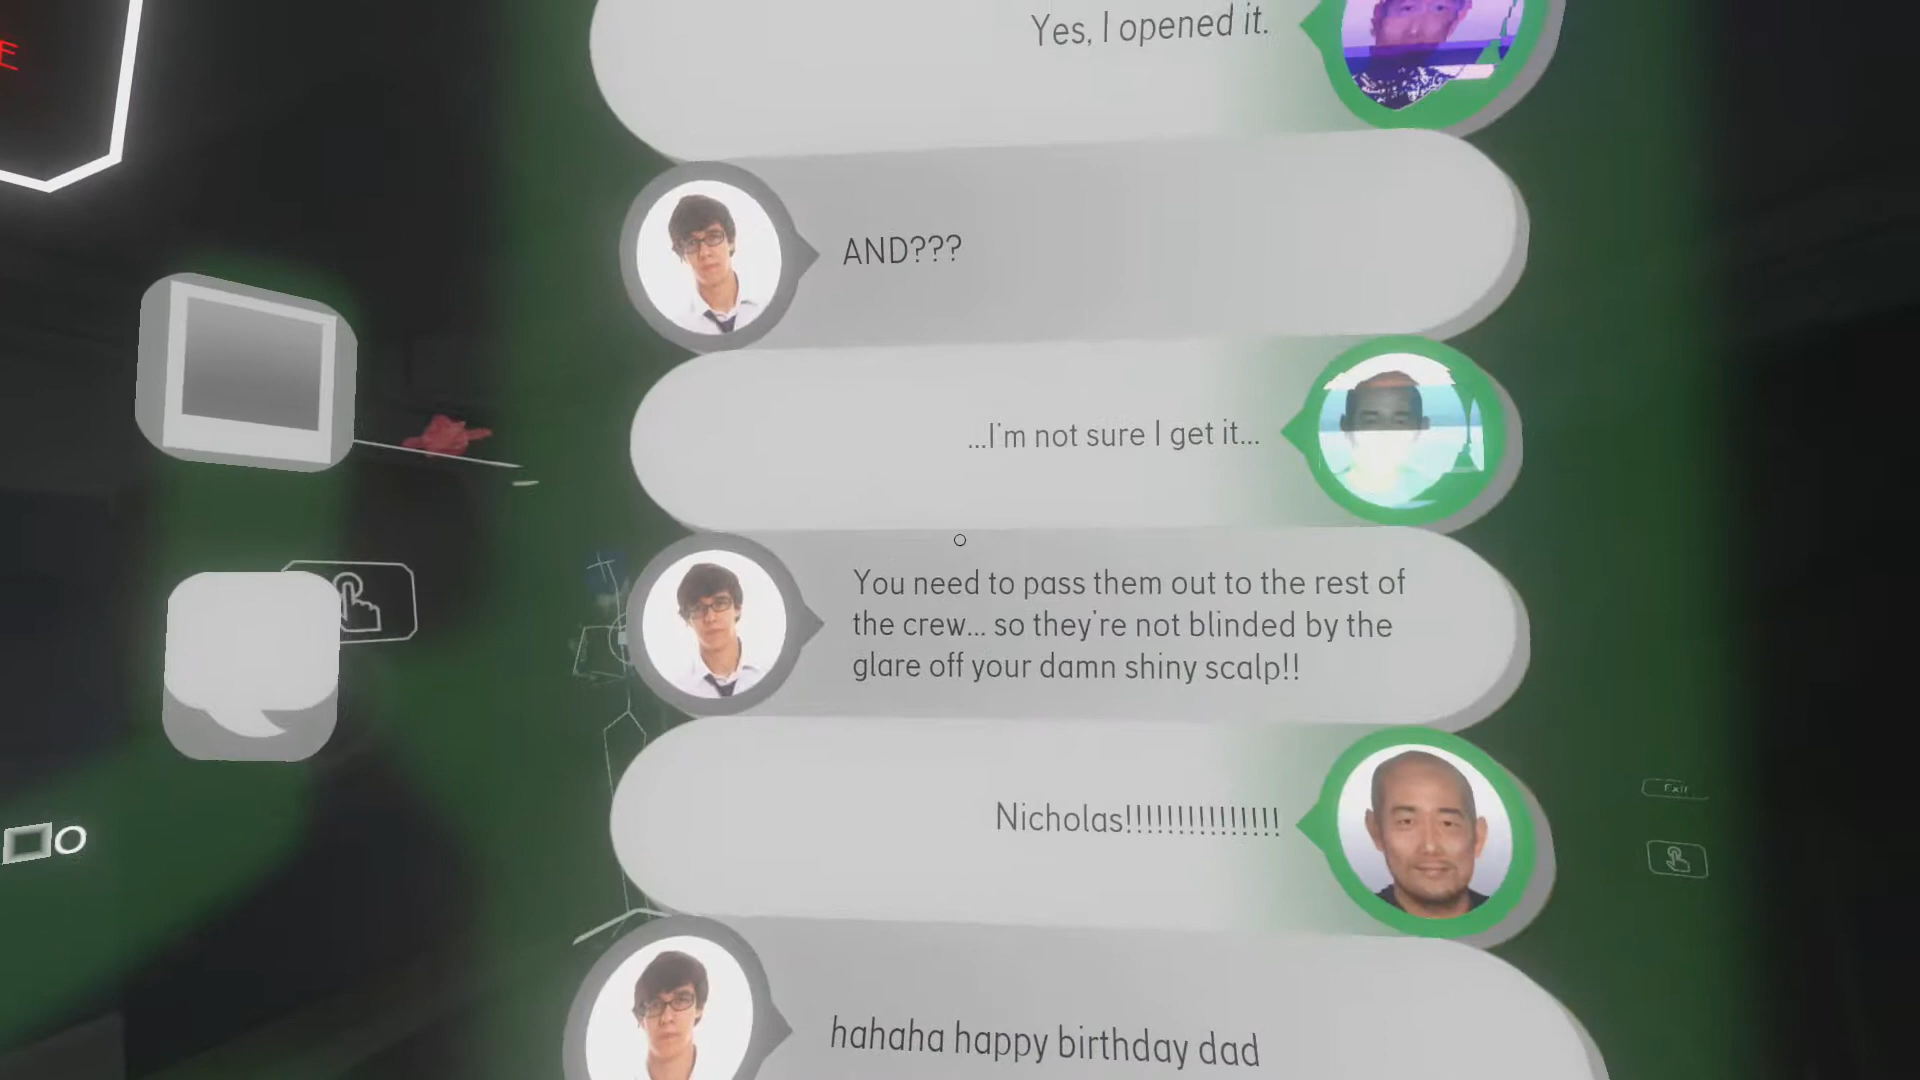 E
Yes, I opened it.
AND???
...I'm not sure I get it...
You need to pass them out to the rest of
the crew... so they're not blinded by the
glare off your damn shiny scalp!!
Nicholas!!!!!!!!!!!!!!!
Exit
hahaha happy birthday dad